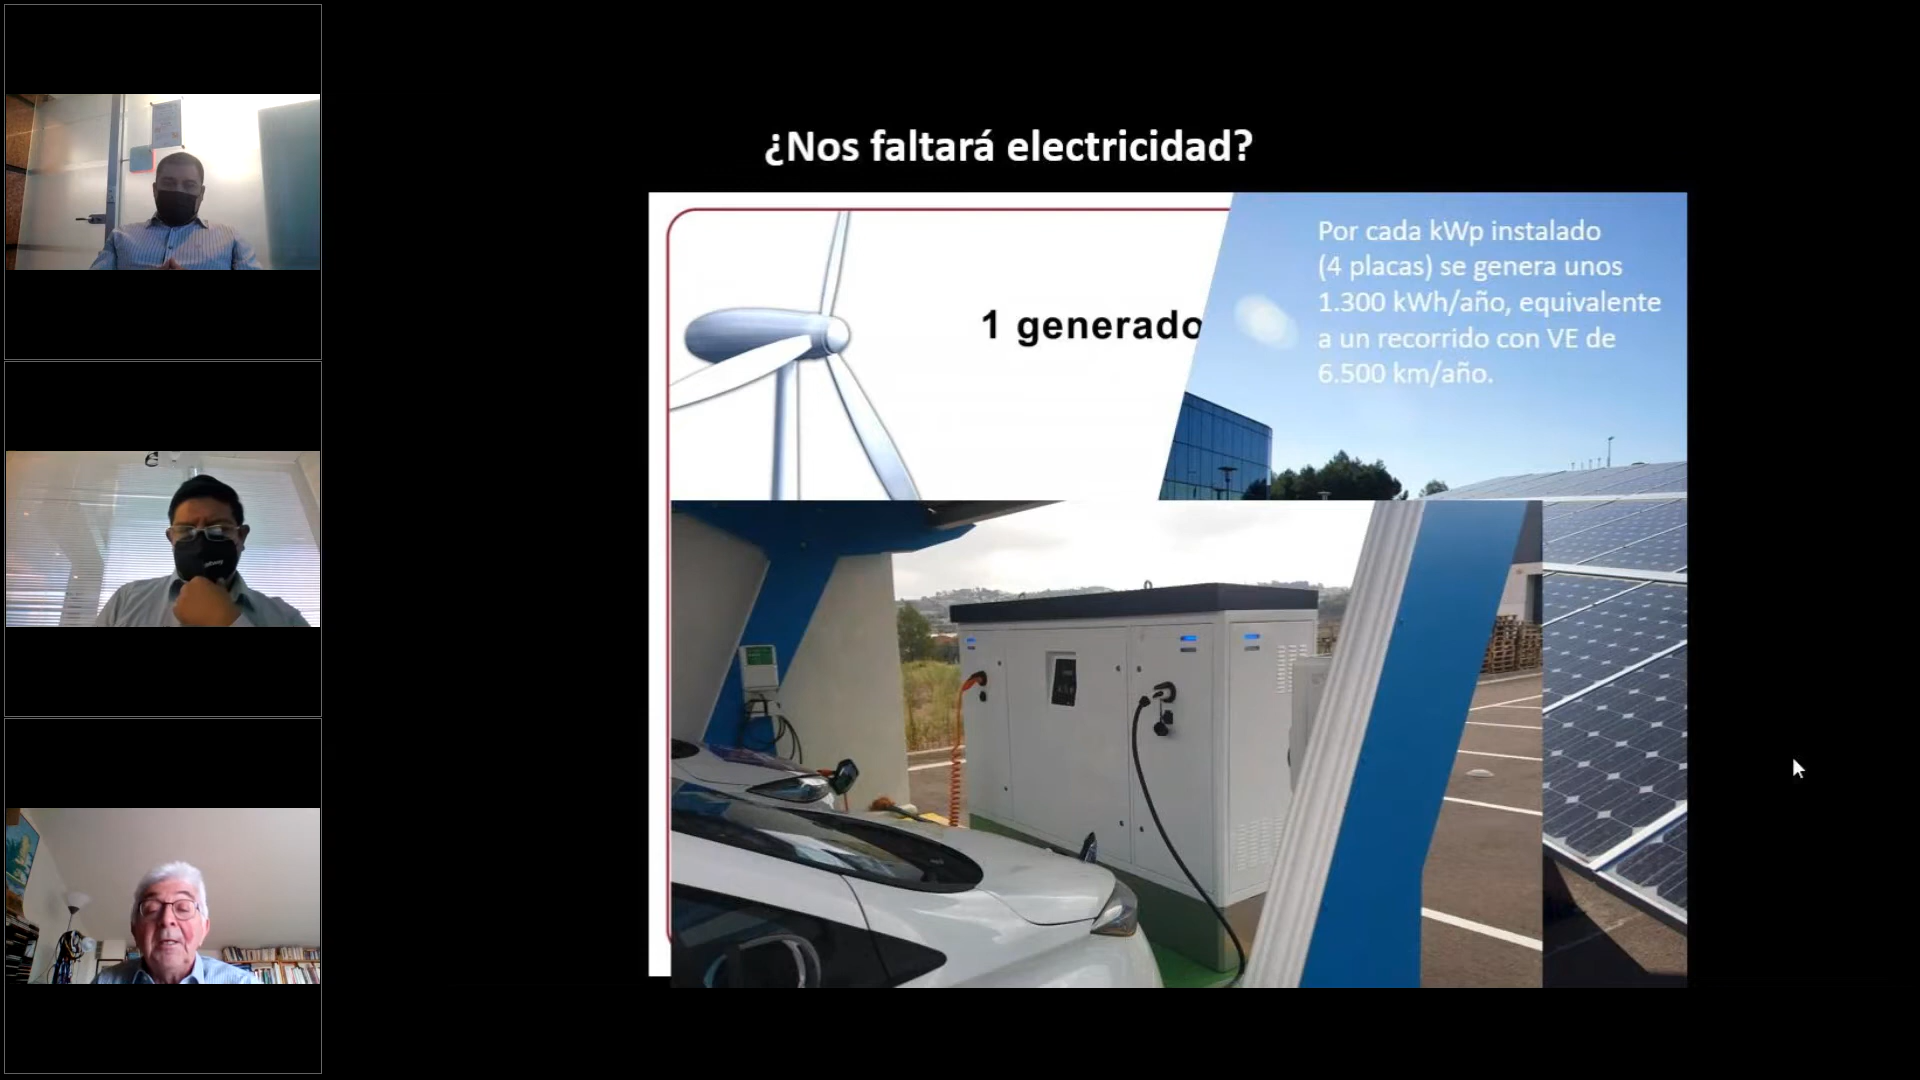 ¿Nos faltará electricidad?
1 generado
Por cada kWp instalado
(4 placas) se genera unos
1.300 kWh/año, equivalente
a un recorrido con VE de
6.500 km/año.